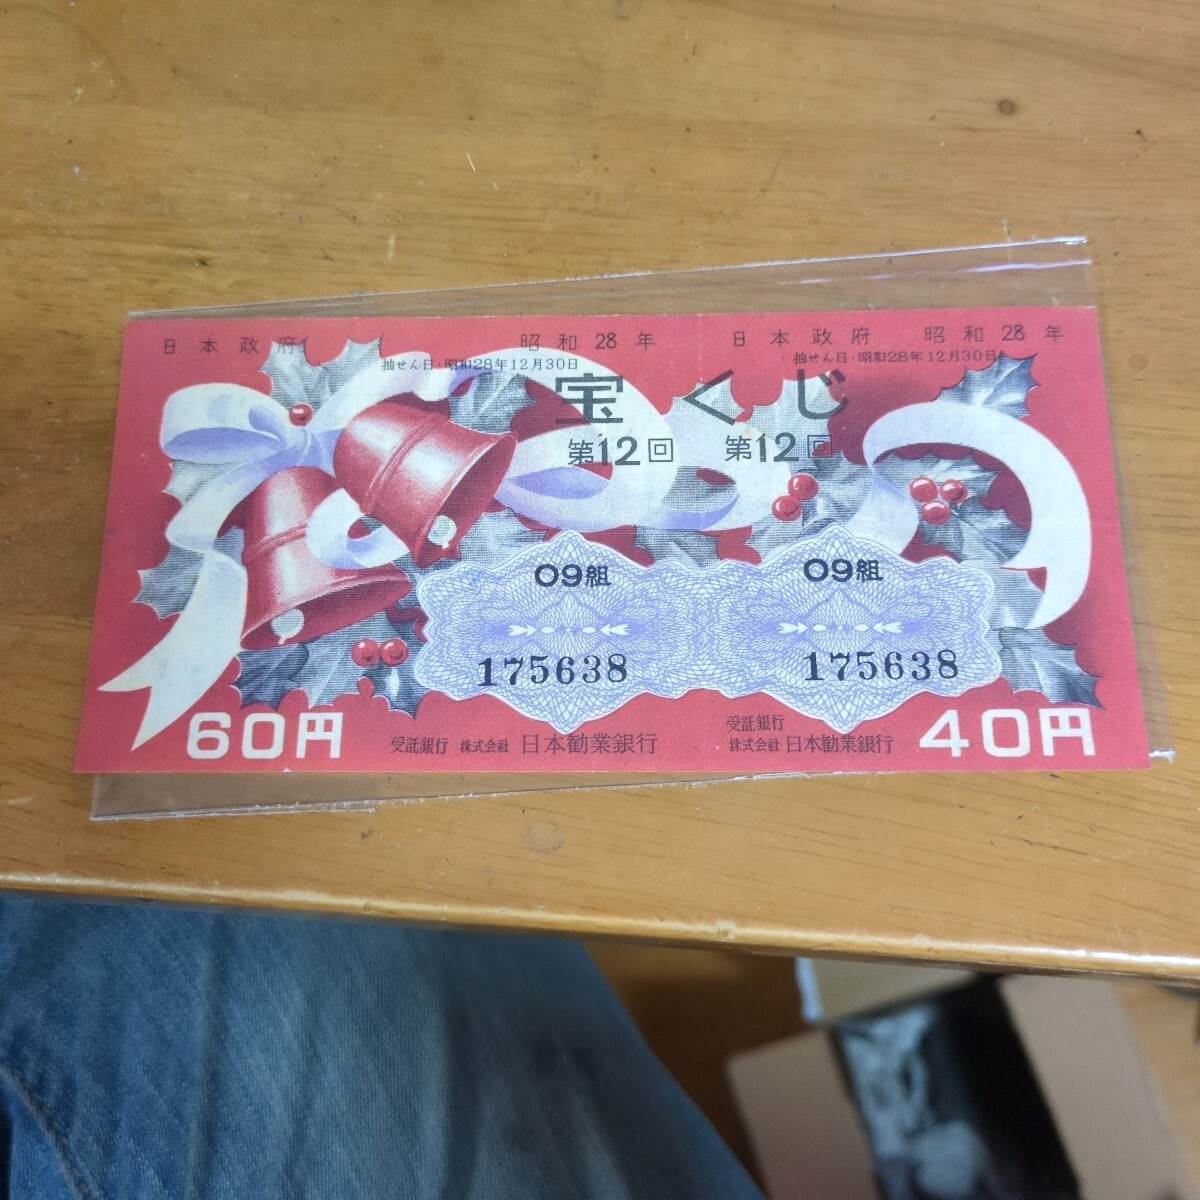 日本政府 昭和28年 日本政府 昭和28年
抽せん日・昭和28年12月30日 抽せん日・昭和28年12月30日
宝くじ
第12回 第12回
09組 09組
175638 175638
60円 受託銀行 株式会社 日本勧業銀行
受託銀行 株式会社 日本勧業銀行 40円